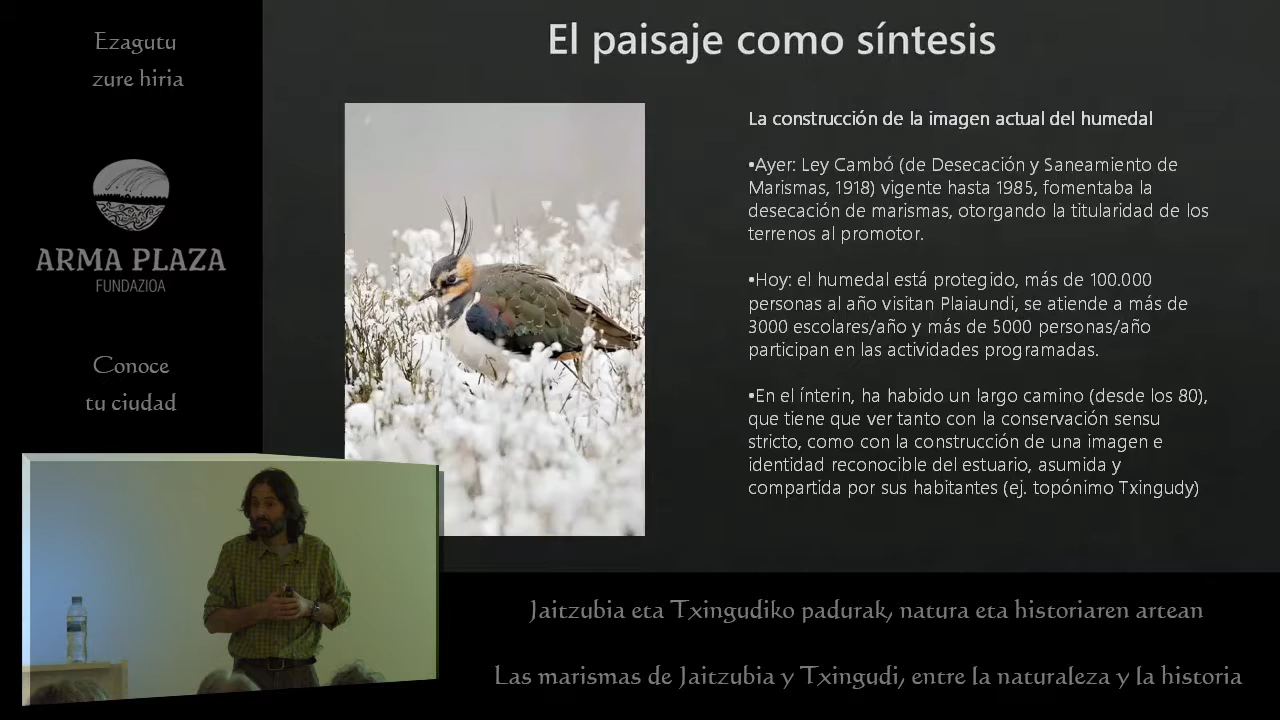 Ezagutu
zure hiria
ARMA PLAZA
FUNDAZIOA
Conoce
tu ciudad
El paisaje como síntesis
La construcción de la imagen actual del humedal
•Ayer: Ley Cambó (de Desecación y Saneamiento de
Marismas, 1918) vigente hasta 1985, fomentaba la
desecación de marismas, otorgando la titularidad de los
terrenos al promotor.
•Hoy: el humedal está protegido, más de 100.000
personas al año visitan Plaiaundi, se atiende a más de
3000 escolares/año y más de 5000 personas/año
participan en las actividades programadas.
•En el ínterin, ha habido un largo camino (desde los 80),
que tiene que ver tanto con la conservación sensu
stricto, como con la construcción de una imagen e
identidad reconocible del estuario, asumida y
compartida por sus habitantes (ej. topónimo Txingudy)
Jaitzubia eta Txingudiko padurak, natura eta historiaren artean
Las marismas de Jaitzubia y Txingudi, entre la naturaleza y la historia